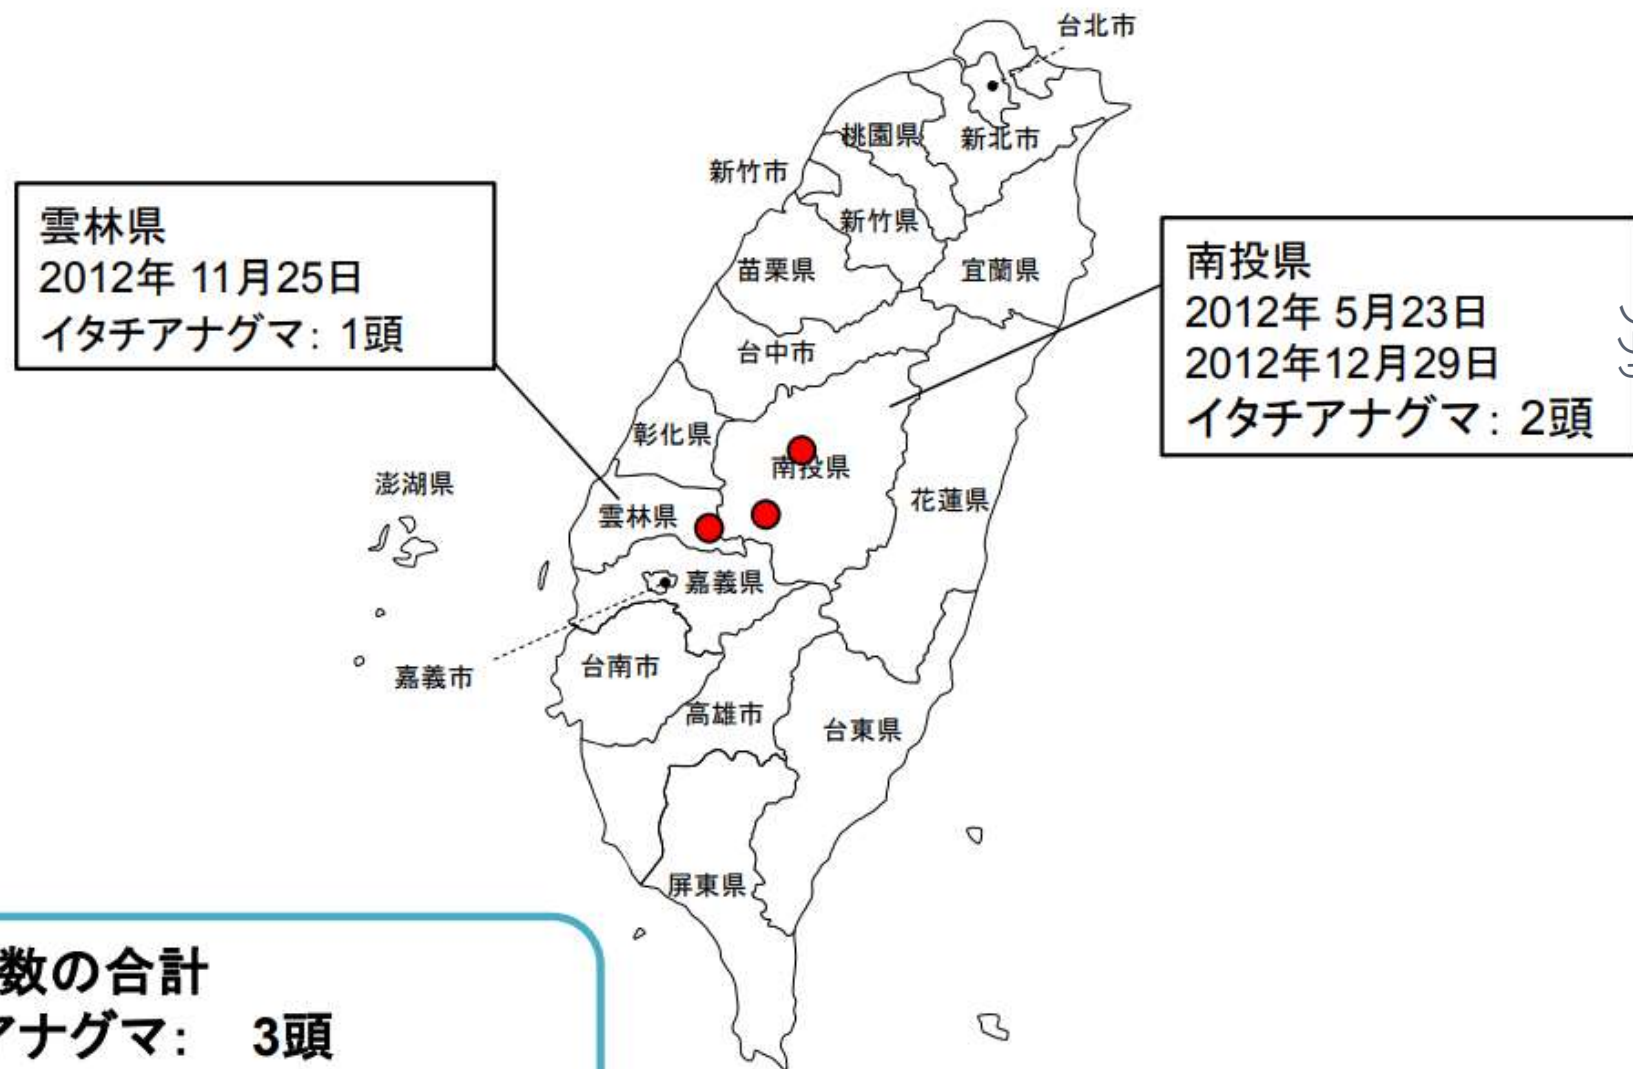 台北市
桃園県
新北市
新竹市
新竹県
雲林県
2012年 11月25日
イタチアナグマ： 1頭
南投県
2012年 5月23日
2012年12月29日
イタチアナグマ： 2頭
苗栗県
宜蘭県
台中市
彰化県
南投県
澎湖県
花蓮県
雲林県
嘉義県
台南市
嘉義市
高雄市
台東県
屏東県
数の合計
アナグマ： 3頭